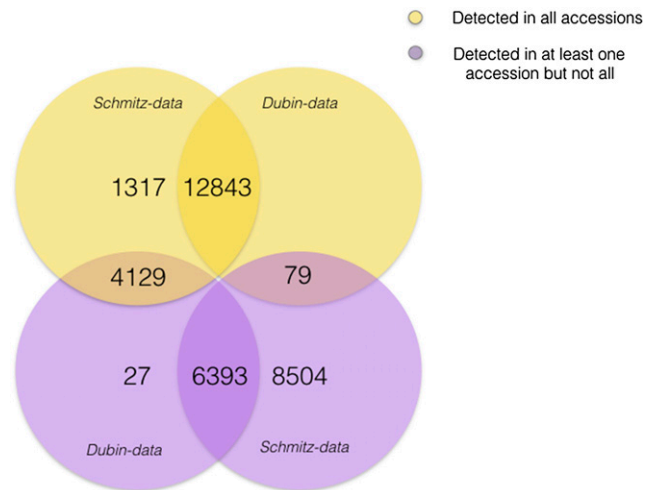 Detected in all accessions
Detected in at least one
accession but not all
Schmitz-data Dubin-data
1317 12843
4129 79
27 6393 8504
Dubin-data Schmitz-data